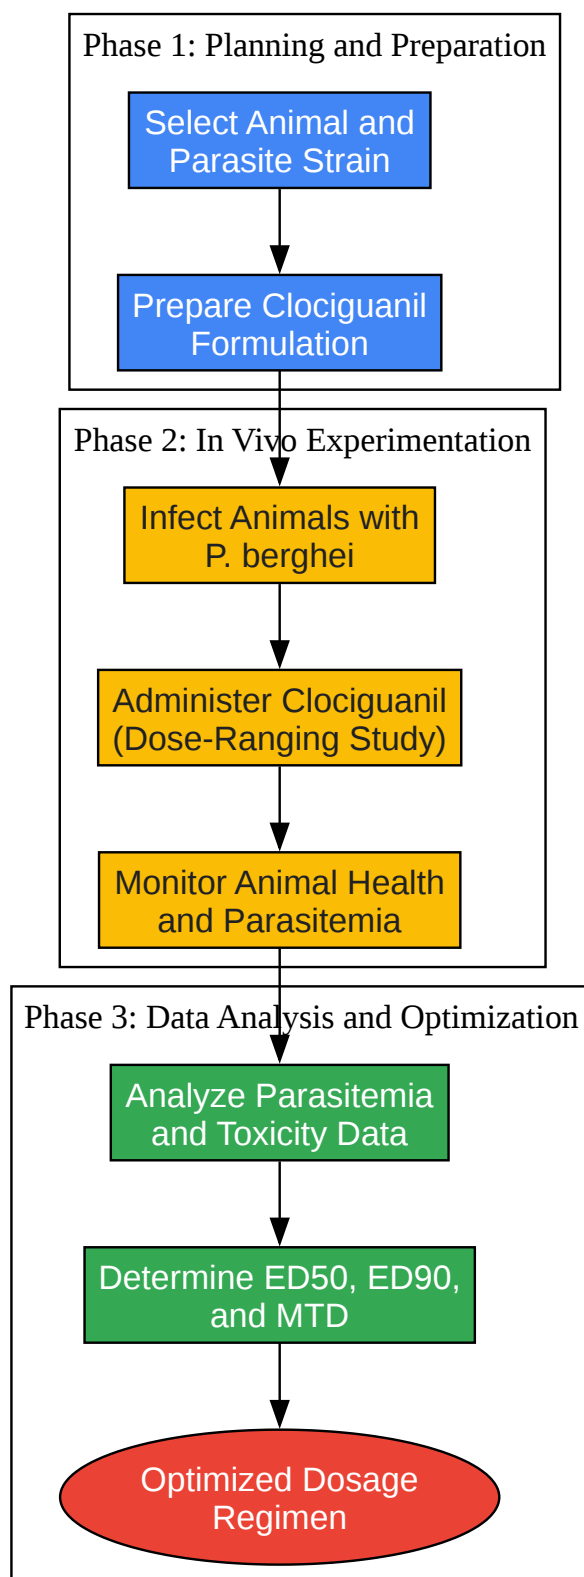 Phase 1: Planning and Preparation
Select Animal and
Parasite Strain
Prepare Clociguanil
Formulation
Phase 2: In Vivo Experimentation
Infect Animals with
P. berghei
Administer Clociguanil
(Dose-Ranging Study)
Monitor Animal Health
and Parasitemia
Phase 3: Data Analysis and Optimization
Analyze Parasitemia
and Toxicity Data
Determine ED50, ED90,
and MTD
Optimized Dosage
Regimen